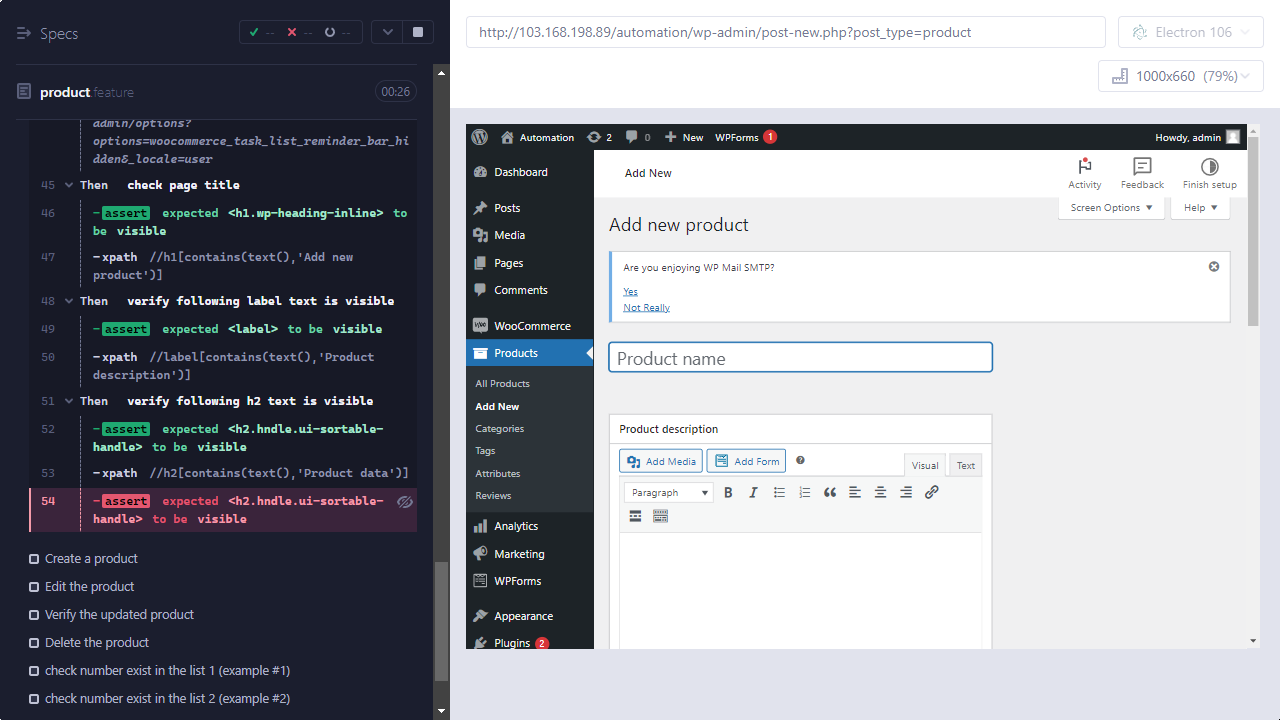 Specs
-- -- --
product.feature
00:26
admin/options?
options=woocommerce_task_list_reminder_bar_hi
dden&_locale=user
45 Then check page title
46 -assert expected <h1.wp-heading-inline> to
be visible
47 -xpath //h1[contains(text(),'Add new
product')]
48 Then verify following label text is visible
49 -assert expected <label> to be visible
50 -xpath //label[contains(text(),'Product
description')]
51 Then verify following h2 text is visible
52 -assert expected <h2.hndle.ui-sortable-
handle> to be visible
53 -xpath //h2[contains(text(),'Product data')]
54 -assert expected <h2.hndle.ui-sortable-
handle> to be visible
Create a product
Edit the product
Verify the updated product
Delete the product
check number exist in the list 1 (example #1)
check number exist in the list 2 (example #2)
http://103.168.198.89/automation/wp-admin/post-new.php?post_type=product
Electron 106
1000x660 (79%)
Automation 2 0 New WPForms 1
Howdy, admin
Dashboard
Posts
Media
Pages
Comments
WooCommerce
Products
All Products
Add New
Categories
Tags
Attributes
Reviews
Analytics
Marketing
WPForms
Appearance
Plugins 2
Add New
Activity
Feedback
Finish setup
Screen Options
Help
Add new product
Are you enjoying WP Mail SMTP?
Yes
Not Really
Product name
Product description
Add Media
Add Form
Visual
Text
Paragraph
B I